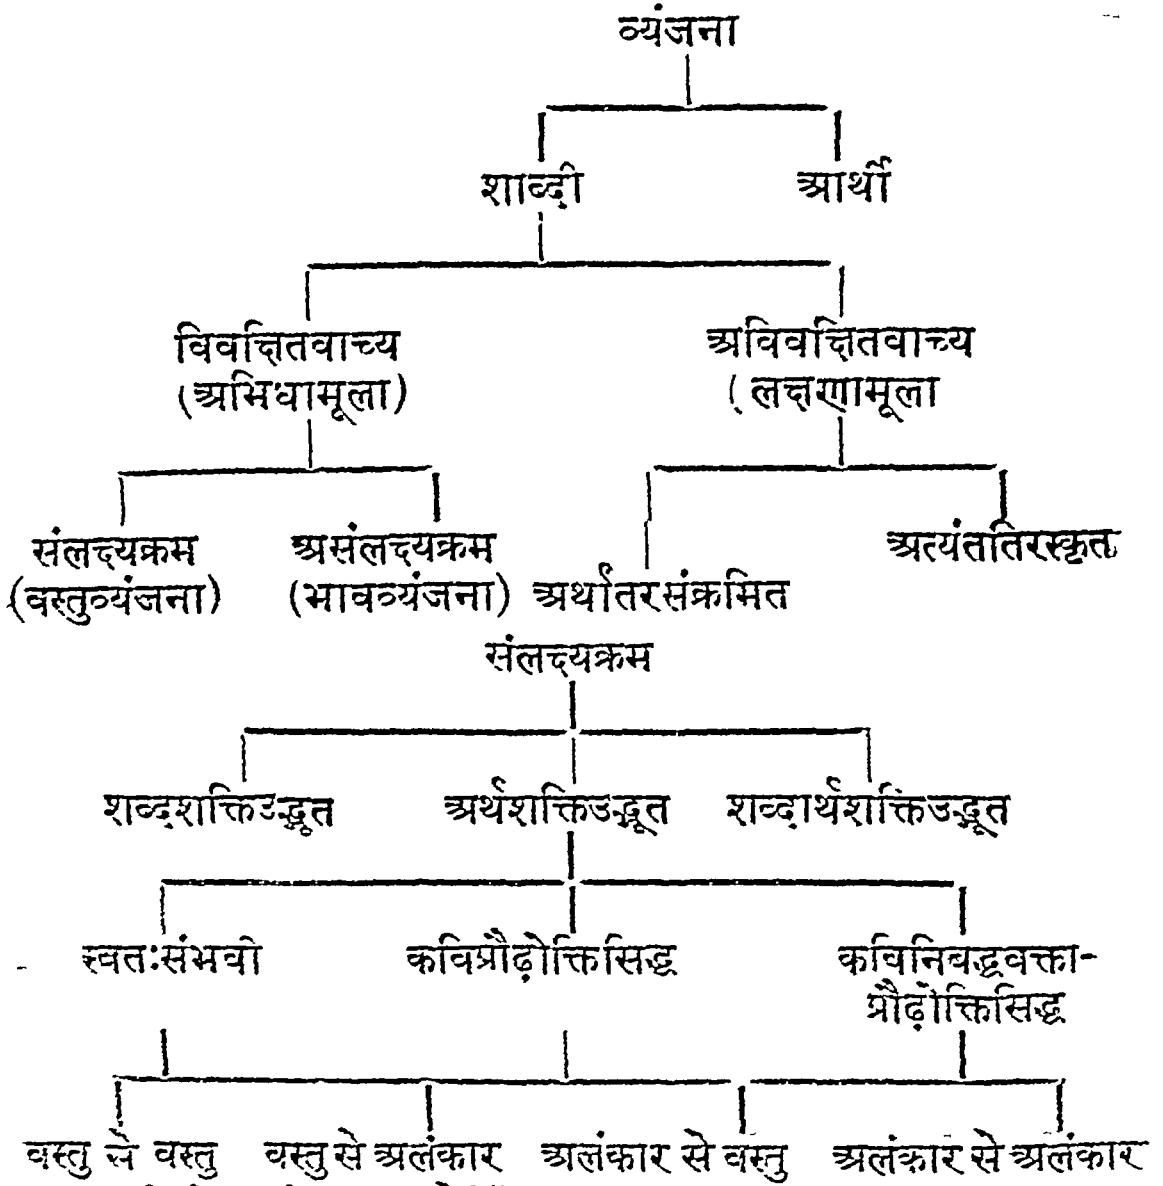 व्यंजना
शाब्दी आर्थी
विवक्षितवाच्य अविवक्षितवाच्य
(अभिधामूला) (लक्षणामूला
संलक्ष्यक्रम असंलक्ष्यक्रम अत्यंततिरस्कृत
(वस्तुव्यंजना) (भावव्यंजना) अर्थांतरसंक्रमित
संलक्ष्यक्रम
शब्दशक्तिउद्भूत अर्थशक्तिउद्भूत शब्दार्थशक्तिउद्भूत
स्वतःसंभवी कविप्रौढ़ोक्तिसिद्ध कविनिबद्धवक्ता-
प्रौढ़ोक्तिसिद्ध
वस्तु से वस्तु वस्तु से अलंकार अलंकार से वस्तु अलंकार से अलंकार